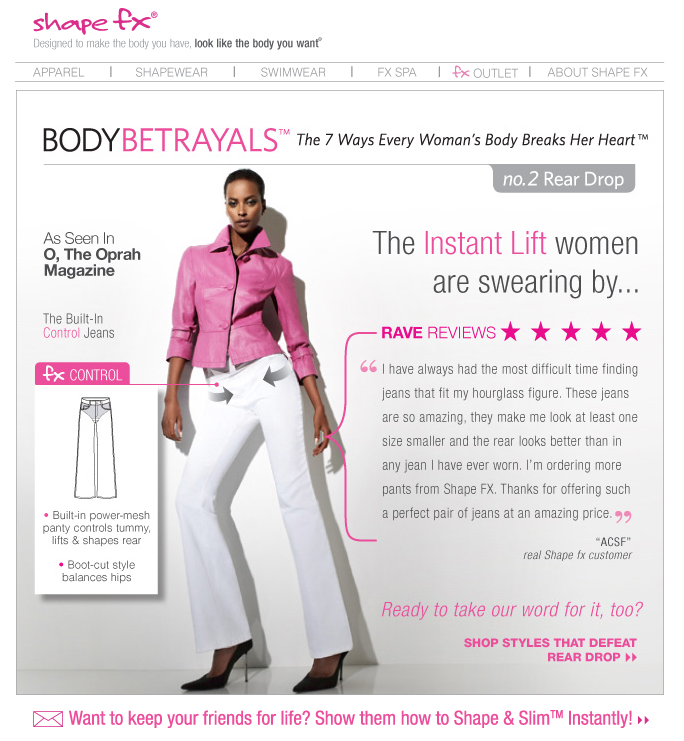 shape fx®
Designed to make the body you have, look like the body you want®
APPAREL | SHAPEWEAR | SWIMWEAR | FX SPA | fx OUTLET | ABOUT SHAPE FX
BODYBETRAYALS™ The 7 Ways Every Woman's Body Breaks Her Heart™
no.2 Rear Drop
As Seen In
O, The Oprah
Magazine
The Built-In
Control Jeans
fx CONTROL
• Built-in power-mesh
panty controls tummy,
lifts & shapes rear
• Boot-cut style
balances hips
The Instant Lift women
are swearing by...
RAVE REVIEWS ★ ★ ★ ★ ★
“ I have always had the most difficult time finding
jeans that fit my hourglass figure. These jeans
are so amazing, they make me look at least one
size smaller and the rear looks better than in
any jean I have ever worn. I'm ordering more
pants from Shape FX. Thanks for offering such
a perfect pair of jeans at an amazing price. ”
“ACSF”
real Shape fx customer
Ready to take our word for it, too?
SHOP STYLES THAT DEFEAT
REAR DROP
Want to keep your friends for life? Show them how to Shape & Slim™ Instantly!